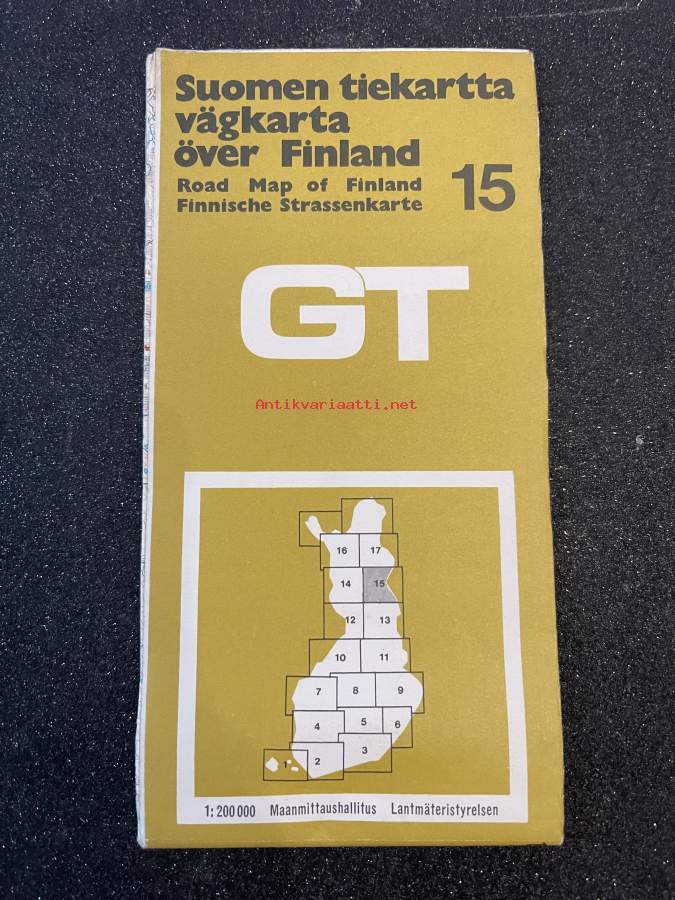 Suomen tiekartta
vägkarta
över Finland
Road Map of Finland
Finnische Strassenkarte
15
GT
Antikvariaatti.net
16 17
14 15
12 13
10 11
7 8 9
4 5 6
1 2 3
1:200 000 Maanmittaushallitus Lantmäteristyrelsen